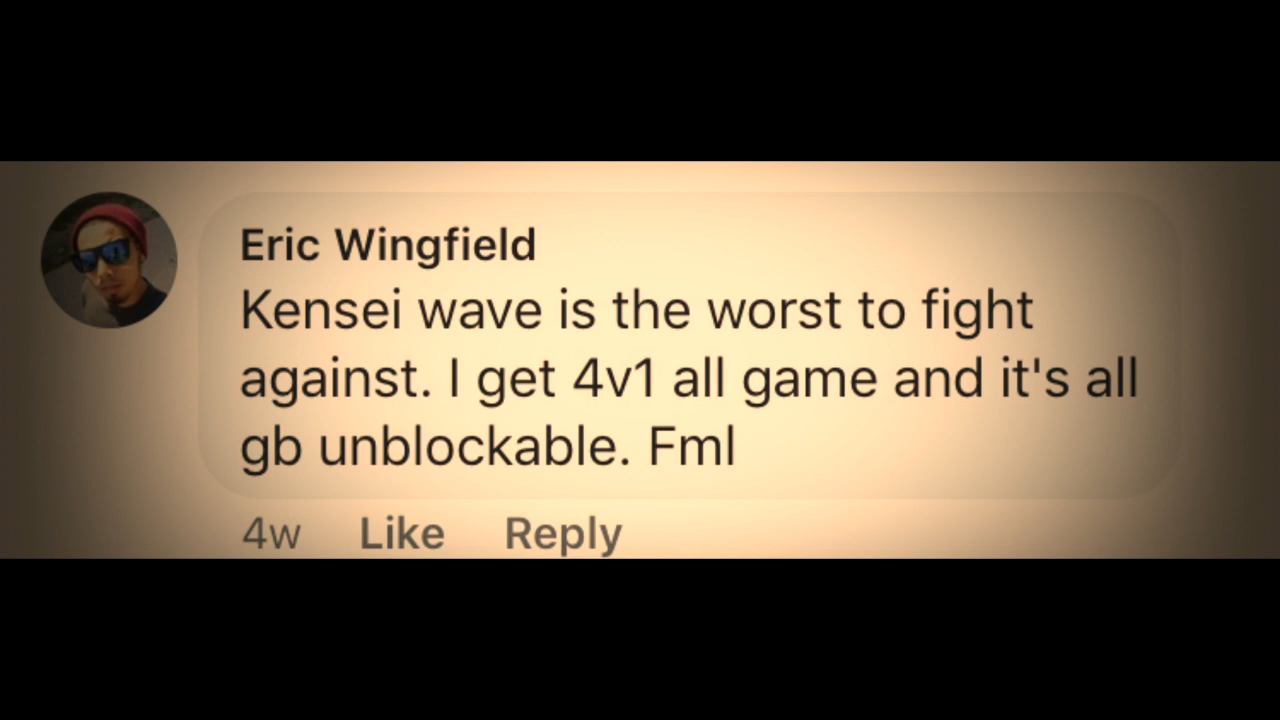 Eric Wingfield
Kensei wave is the worst to fight
against. I get 4v1 all game and it's all
gb unblockable. Fml
4w Like Reply